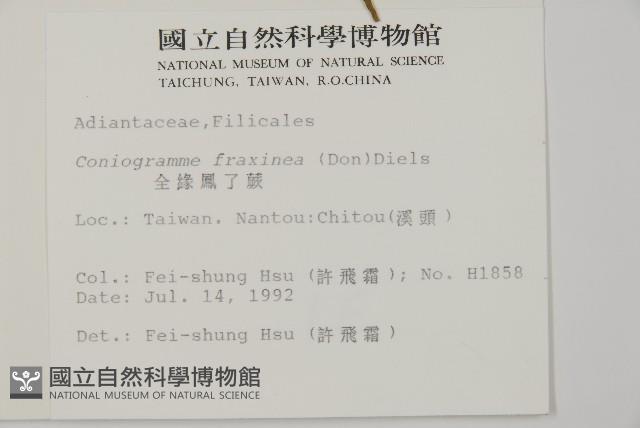 國立自然科學博物館
NATIONAL MUSEUM OF NATURAL SCIENCE
TAICHUNG, TAIWAN, R.O.CHINA
Adiantaceae,Filicales
Coniogramme fraxinea (Don)Diels
全緣鳳了蕨
Loc.: Taiwan. Nantou:Chitou(溪頭)
Col.: Fei-shung Hsu (許飛霜); No. H1858
Date: Jul. 14, 1992
Det.: Fei-shung Hsu (許飛霜)
國立自然科學博物館
NATIONAL MUSEUM OF NATURAL SCIENCE